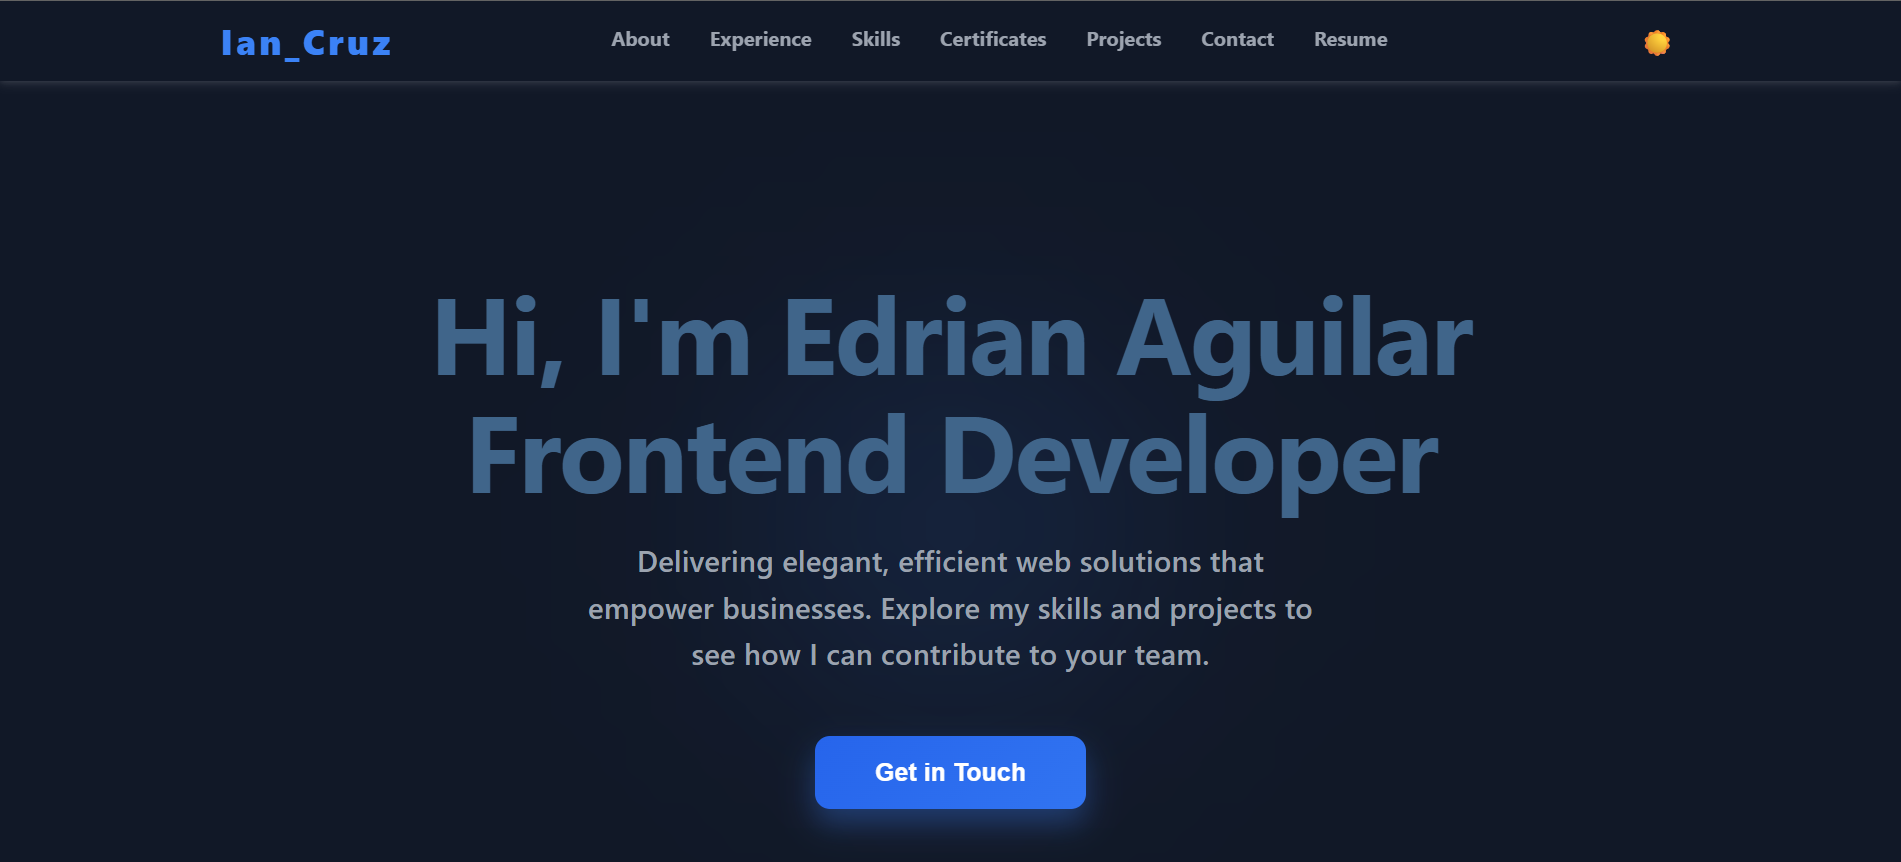 Ian_Cruz
About Experience Skills Certificates Projects Contact Resume
Hi, I'm Edrian Aguilar
Frontend Developer
Delivering elegant, efficient web solutions that
empower businesses. Explore my skills and projects to
see how I can contribute to your team.
Get in Touch